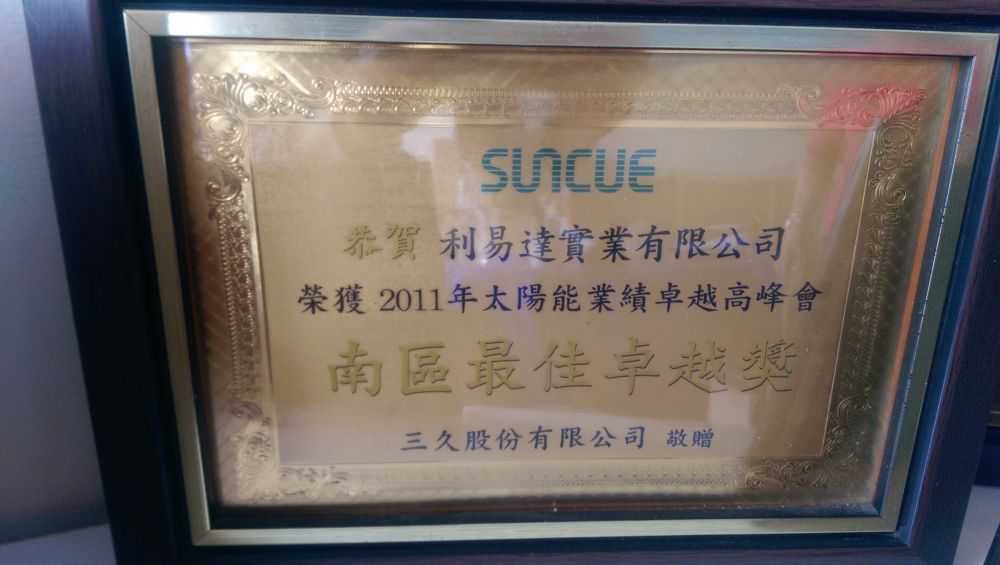 SUNCUE
恭賀 利易達實業有限公司
榮獲 2011年太陽能業績卓越高峰會
南區最佳卓越獎
三久股份有限公司 敬贈